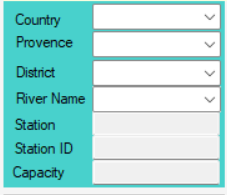 Country
Provence
District
River Name
Station
Station ID
Capacity